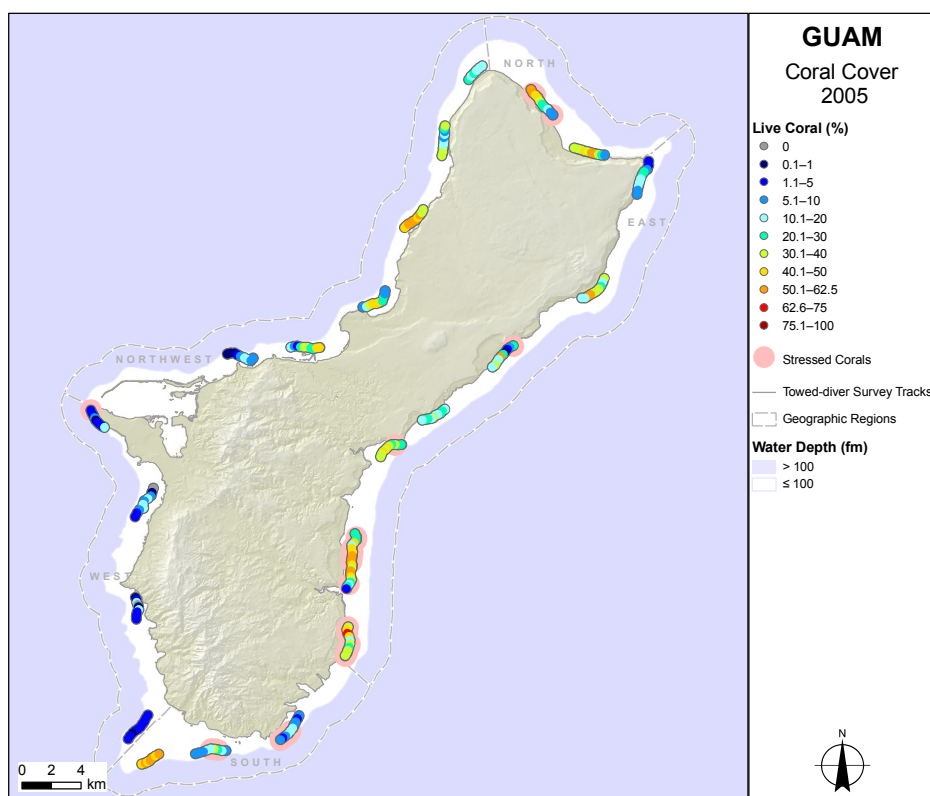 GUAM
Coral Cover
2005
Live Coral (%)
0
0.1–1
1.1–5
5.1–10
10.1–20
20.1–30
30.1–40
40.1–50
50.1–62.5
62.6–75
75.1–100
Stressed Corals
Towed-diver Survey Tracks
Geographic Regions
Water Depth (fm)
> 100
≤ 100
N
NORTH
EAST
NORTHWEST
WEST
SOUTH
0 2 4
km